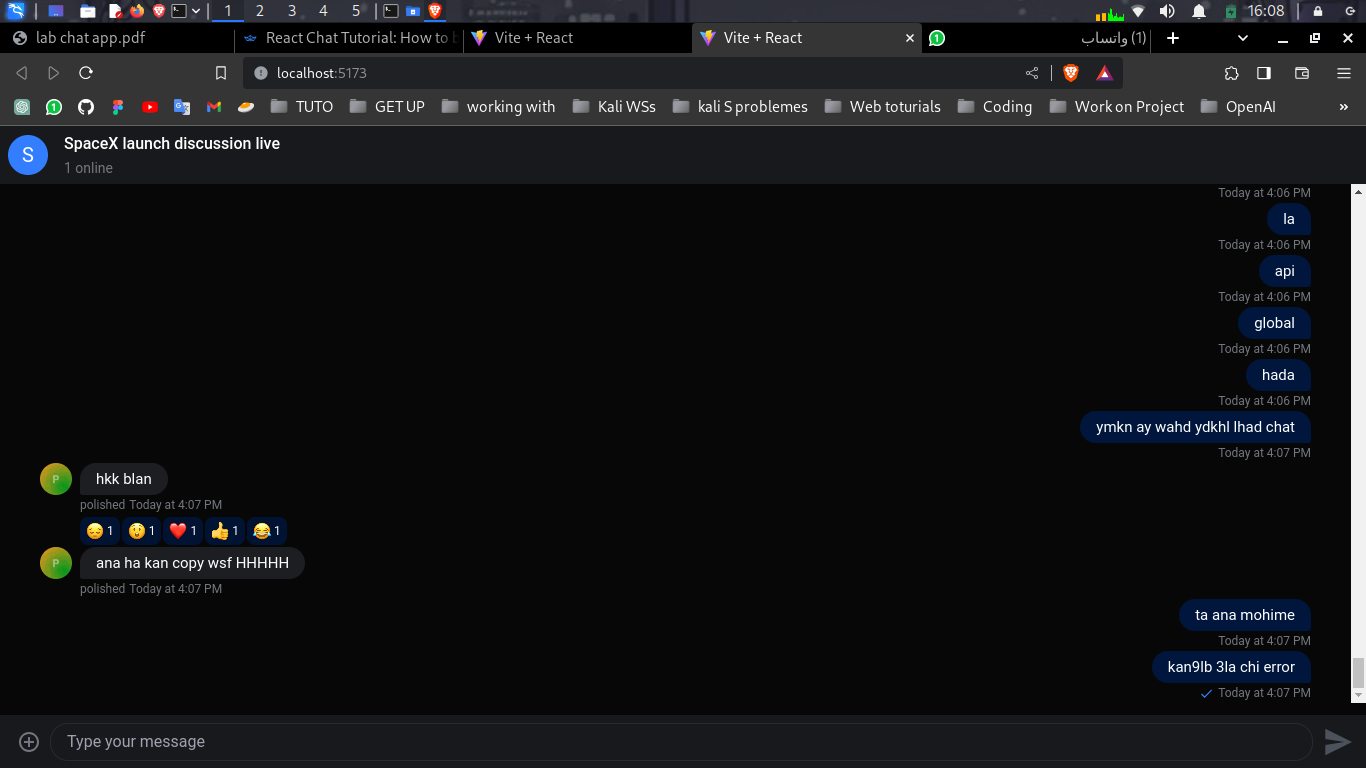 1 2 3 4 5 16:08
lab chat app.pdf React Chat Tutorial: How to b Vite + React Vite + React 1 (1) واتساب
localhost:5173
1 TUTO GET UP working with Kali WSs kali S problemes Web toturials Coding Work on Project OpenAI »
S SpaceX launch discussion live
1 online
Today at 4:06 PM
la
Today at 4:06 PM
api
Today at 4:06 PM
global
Today at 4:06 PM
hada
Today at 4:06 PM
ymkn ay wahd ydkhl lhad chat
Today at 4:07 PM
P hkk blan
polished Today at 4:07 PM
😔 1 😲 1 ❤️ 1 👍 1 😂 1
P ana ha kan copy wsf HHHHH
polished Today at 4:07 PM
ta ana mohime
Today at 4:07 PM
kan9lb 3la chi error
Today at 4:07 PM
Type your message